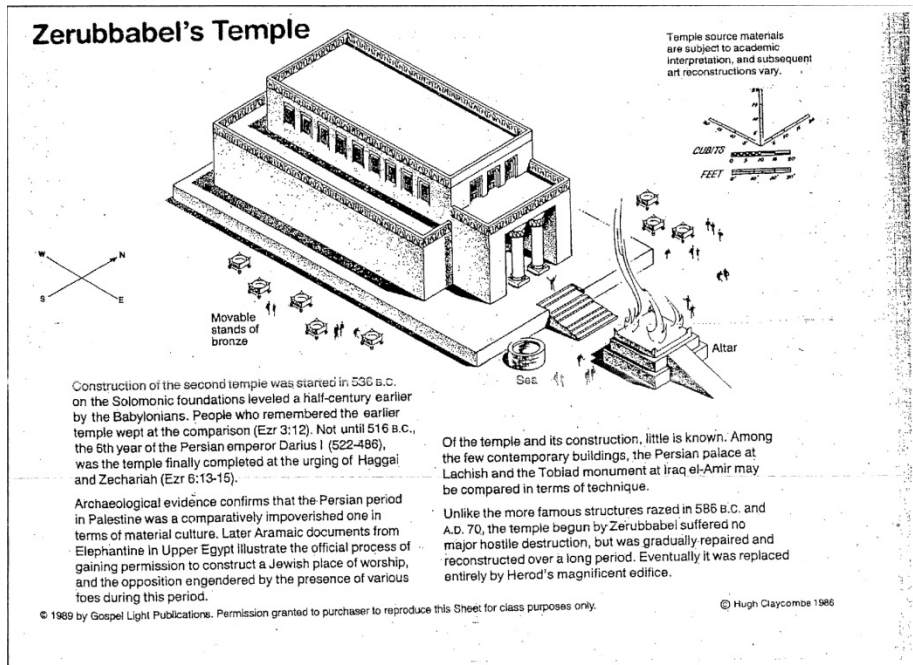 Zerubbabel's Temple
Temple source materials
are subject to academic
interpretation, and subsequent
art reconstructions vary.
CUBITS
0 5 10 15 20
FEET
W N
S E
Movable
stands of
bronze
Sea
Altar
Construction of the second temple was started in 536 B.C.
on the Solomonic foundations leveled a half-century earlier
by the Babylonians. People who remembered the earlier
temple wept at the comparison (Ezr 3:12). Not until 516 B.C.,
the 6th year of the Persian emperor Darius I (522-486),
was the temple finally completed at the urging of Haggai
and Zechariah (Ezr 6:13-15).
Archaeological evidence confirms that the Persian period
in Palestine was a comparatively impoverished one in
terms of material culture. Later Aramaic documents from
Elephantine in Upper Egypt illustrate the official process of
gaining permission to construct a Jewish place of worship,
and the opposition engendered by the presence of various
foes during this period.
Of the temple and its construction, little is known. Among
the few contemporary buildings, the Persian palace at
Lachish and the Tobiad monument at Iraq el-Amir may
be compared in terms of technique.
Unlike the more famous structures razed in 586 B.C. and
A.D. 70, the temple begun by Zerubbabel suffered no
major hostile destruction, but was gradually repaired and
reconstructed over a long period. Eventually it was replaced
entirely by Herod's magnificent edifice.
© 1989 by Gospel Light Publications. Permission granted to purchaser to reproduce this Sheet for class purposes only.
© Hugh Claycombe 1986